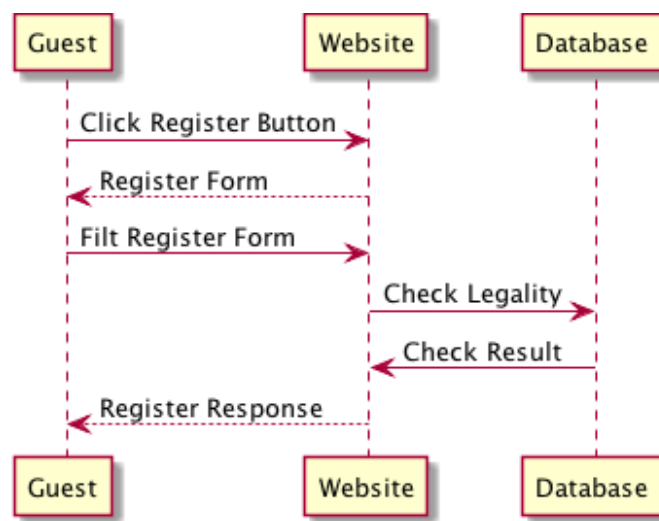 Guest Website Database
Click Register Button
Register Form
Filt Register Form
Check Legality
Check Result
Register Response
Guest Website Database